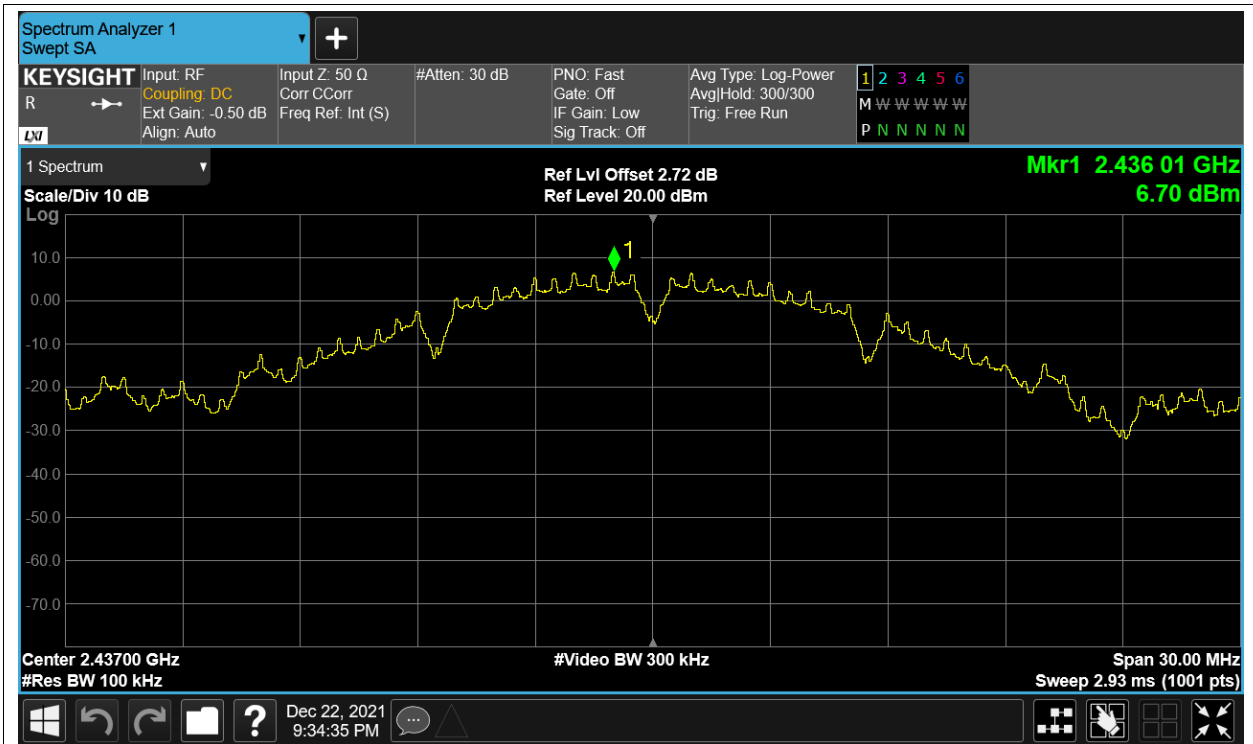 Spectrum Analyzer 1
Swept SA
KEYSIGHT
R
LXI
Input: RF
Coupling: DC
Ext Gain: -0.50 dB
Align: Auto
Input Z: 50 Ω
Corr CCorr
Freq Ref: Int (S)
#Atten: 30 dB
PNO: Fast
Gate: Off
IF Gain: Low
Sig Track: Off
Avg Type: Log-Power
Avg|Hold: 300/300
Trig: Free Run
1 2 3 4 5 6
M W W W W W
P N N N N N
1 Spectrum
Scale/Div 10 dB
Ref Lvl Offset 2.72 dB
Ref Level 20.00 dBm
Mkr1 2.436 01 GHz
6.70 dBm
Log
1
10.0
0.00
-10.0
-20.0
-30.0
-40.0
-50.0
-60.0
-70.0
Center 2.43700 GHz
#Video BW 300 kHz
Span 30.00 MHz
#Res BW 100 kHz
Sweep 2.93 ms (1001 pts)
?
Dec 22, 2021
9:34:35 PM